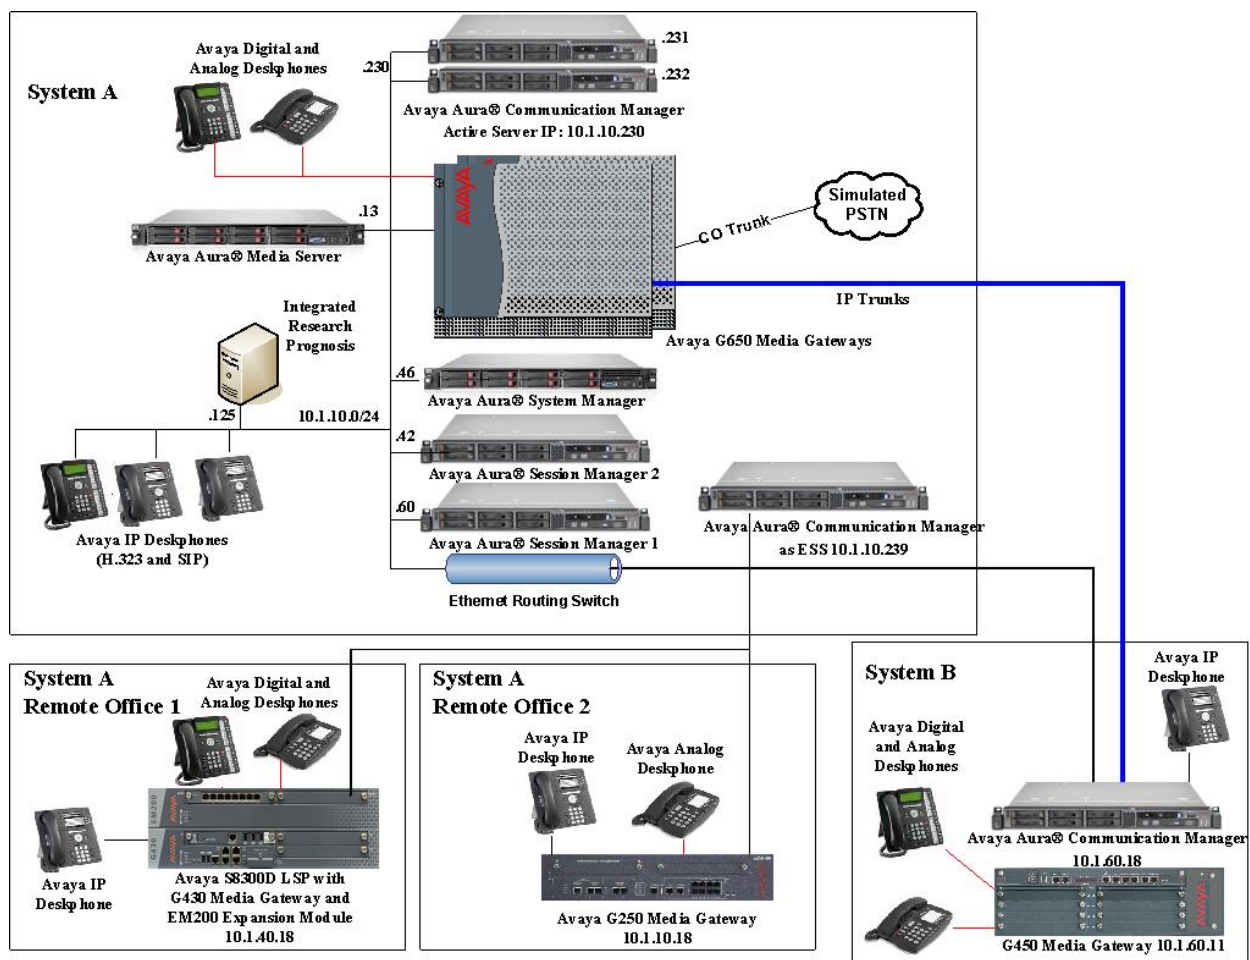 System A
Avaya Digital and
Analog Deskphones
.230
.231
.232
Avaya Aura® Communication Manager
Active Server IP: 10.1.10.230
AVAYA
.13
Avaya Aura® Media Server
Simulated
PSTN
CO Trunk
IP Trunks
Avaya G650 Media Gateways
Integrated
Research
Prognosis
.125
10.1.10.0/24
.46
Avaya Aura® System Manager
.42
Avaya Aura® Session Manager 2
.60
Avaya Aura® Session Manager 1
Avaya IP Deskphones
(H.323 and SIP)
Avaya Aura® Communication Manager
as ESS 10.1.10.239
Ethernet Routing Switch
System A
Remote Office 1
Avaya Digital and
Analog Deskphones
EM200
AVAYA
G430
AVAYA
Avaya IP
Deskphone
Avaya S8300D LSP with
G430 Media Gateway and
EM200 Expansion Module
10.1.40.18
System A
Remote Office 2
Avaya IP
Deskphone
Avaya Analog
Deskphone
Avaya G250 Media Gateway
10.1.10.18
System B
Avaya IP
Deskphone
Avaya Digital
and Analog
Deskphones
Avaya Aura® Communication Manager
10.1.60.18
AVAYA
G450 Media Gateway 10.1.60.11